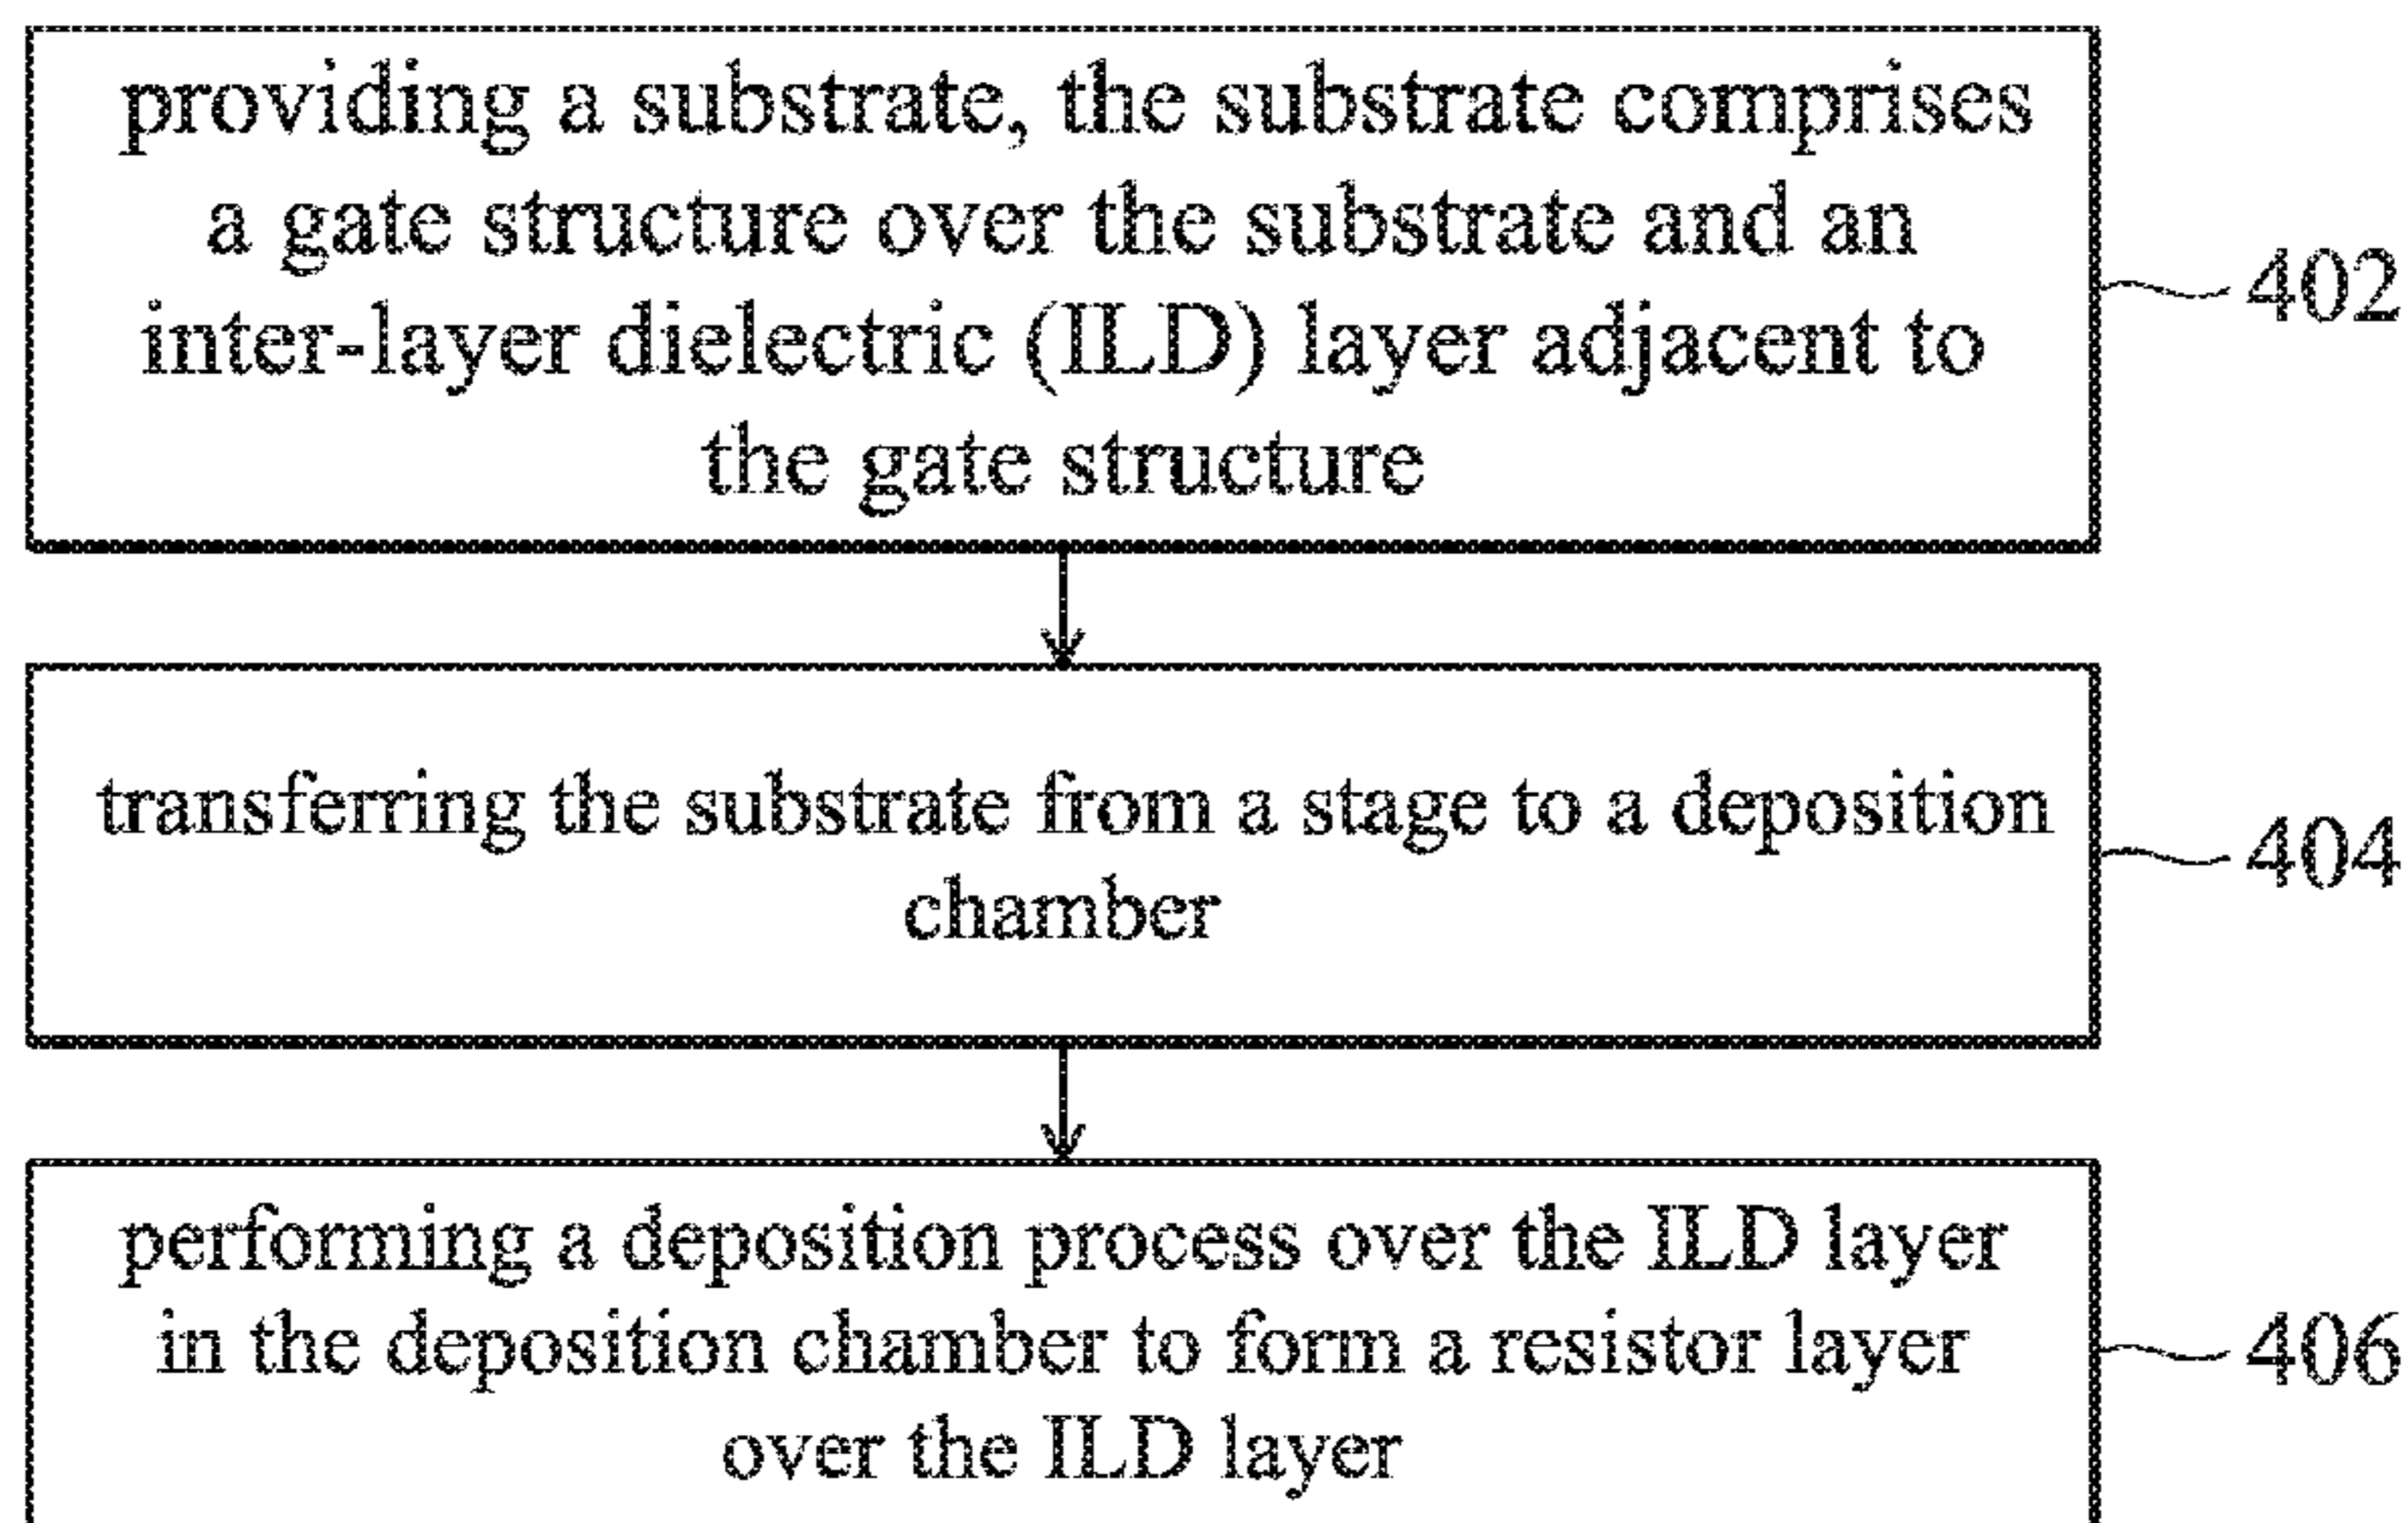 providing a substrate, the substrate comprises
a gate structure over the substrate and an
inter-layer dielectric (ILD) layer adjacent to
the gate structure
402
transferring the substrate from a stage to a deposition
chamber
404
performing a deposition process over the ILD layer
in the deposition chamber to form a resistor layer
over the ILD layer
406